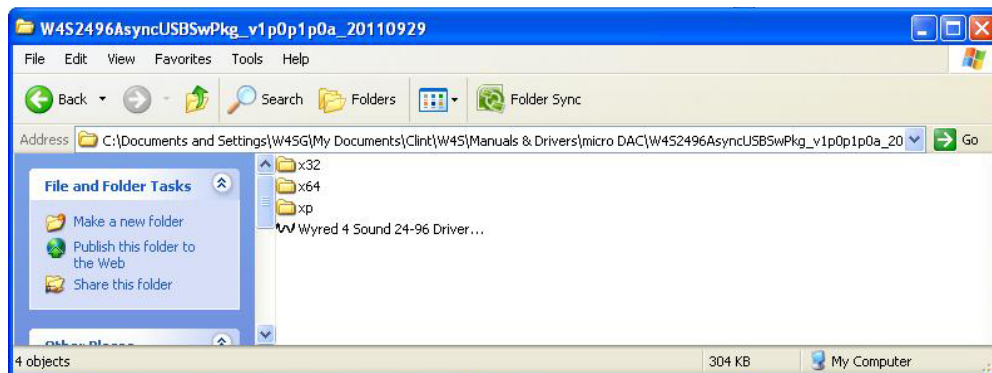 W4S2496AsyncUSBSwPkg_v1p0p1p0a_20110929
File Edit View Favorites Tools Help
Back Search Folders Folder Sync
Address C:\Documents and Settings\W4SG\My Documents\Clint\W4S\Manuals & Drivers\micro DAC\W4S2496AsyncUSBSwPkg_v1p0p1p0a_20 Go
File and Folder Tasks
Make a new folder
Publish this folder to
the Web
Share this folder
Other Places
x32
x64
xp
Wyred 4 Sound 24-96 Driver...
4 objects 304 KB My Computer